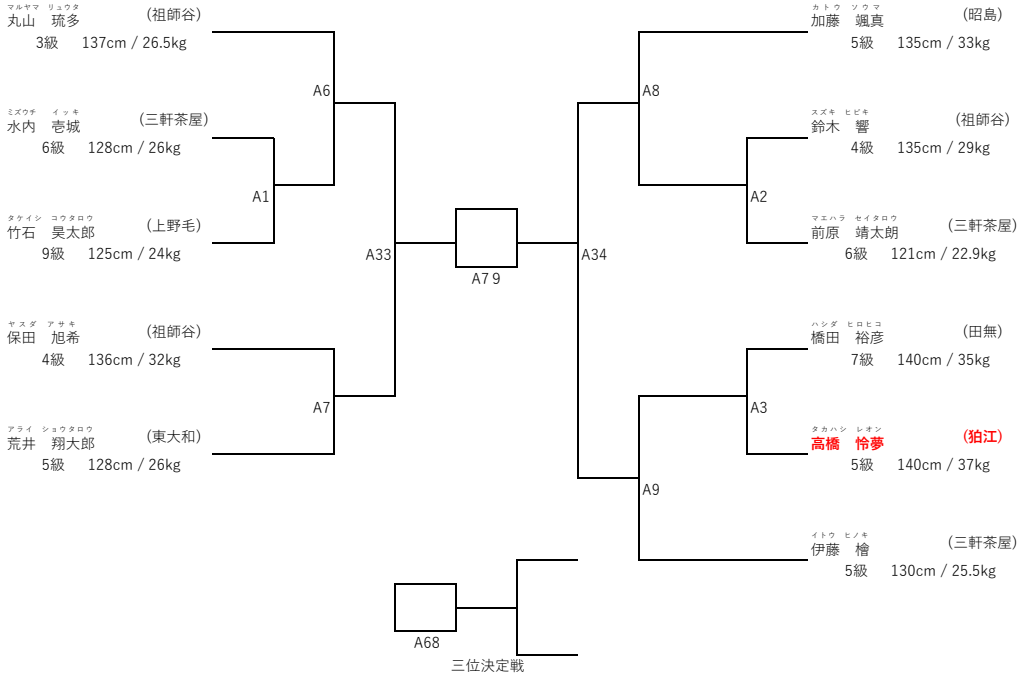 マルヤマ　リュウタ
丸山　琉多　(祖師谷)
3級　137cm / 26.5kg
A6
ミズウチ　イッキ
水内　壱城　(三軒茶屋)
6級　128cm / 26kg
A1
タケイシ　コウタロウ
竹石　昊太郎　(上野毛)
9級　125cm / 24kg
A33
ヤスダ　アサキ
保田　旭希　(祖師谷)
4級　136cm / 32kg
A7
アライ　ショウタロウ
荒井　翔大郎　(東大和)
5級　128cm / 26kg
A79
カトウ　ソウマ
加藤　颯真　(昭島)
5級　135cm / 33kg
A8
スズキ　ヒビキ
鈴木　響　(祖師谷)
4級　135cm / 29kg
A2
マエハラ　セイタロウ
前原　靖太朗　(三軒茶屋)
6級　121cm / 22.9kg
A34
ハシダ　ヒロヒコ
橋田　裕彦　(田無)
7級　140cm / 35kg
A3
タカハシ　レオン
高橋　怜夢　(狛江)
5級　140cm / 37kg
A9
イトウ　ヒノキ
伊藤　檜　(三軒茶屋)
5級　130cm / 25.5kg
A68
三位決定戦